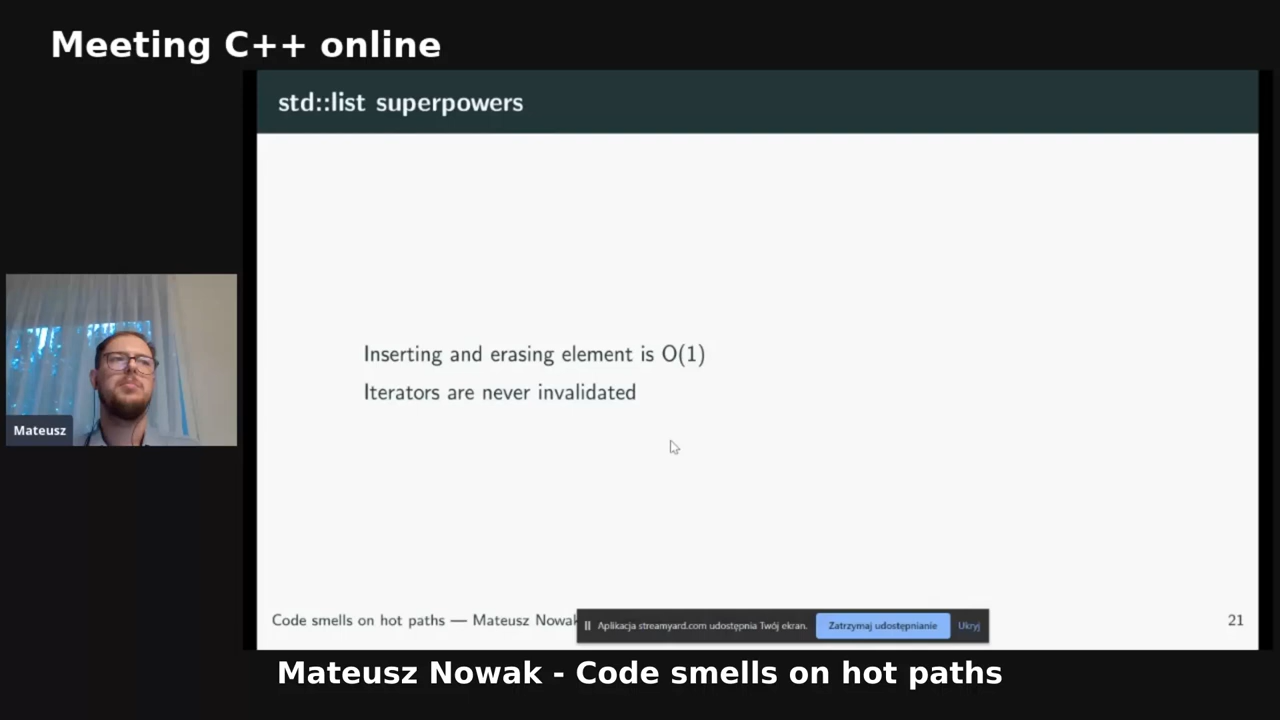 Meeting C++ online
std::list superpowers
Inserting and erasing element is O(1)
Iterators are never invalidated
Mateusz
Code smells on hot paths — Mateusz Nowak
Aplikacja streamyard.com udostępnia Twój ekran.
Zatrzymaj udostępnianie
Ukryj
21
Mateusz Nowak - Code smells on hot paths